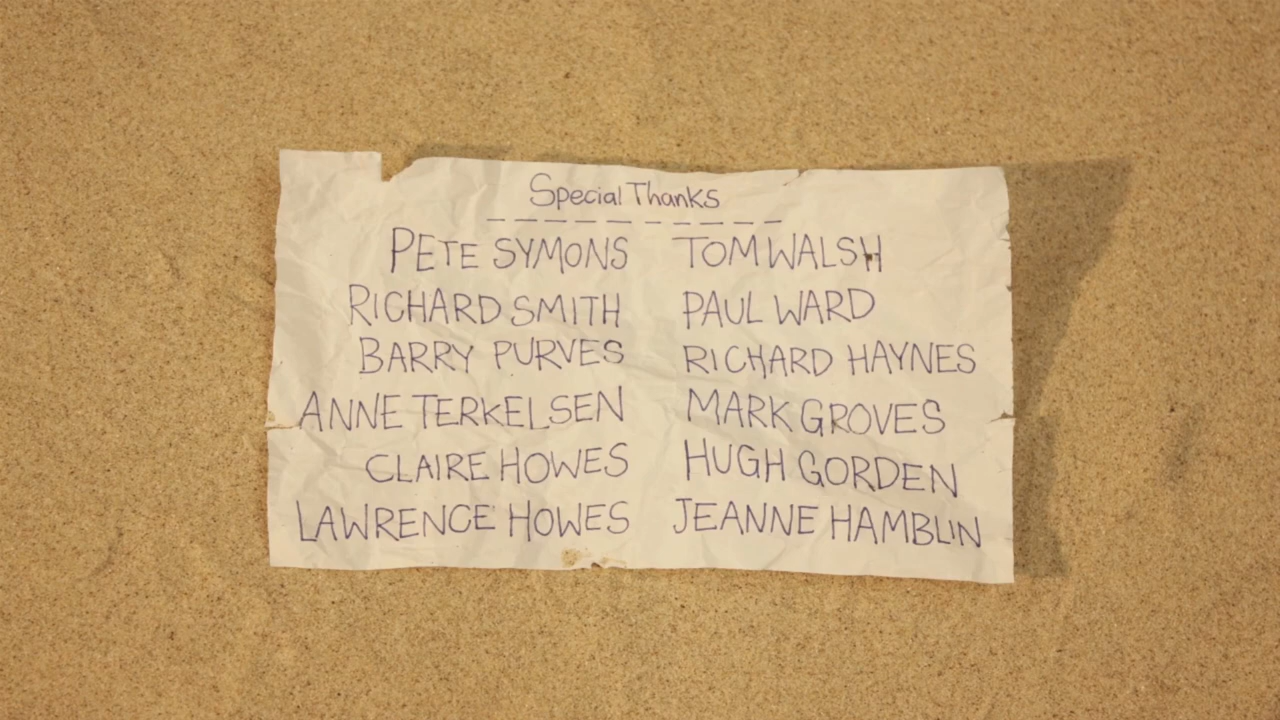 Special Thanks
PETE SYMONS TOM WALSH
RICHARD SMITH PAUL WARD
BARRY PURVES RICHARD HAYNES
ANNE TERKELSEN MARK GROVES
CLAIRE HOWES HUGH GORDEN
LAWRENCE HOWES JEANNE HAMBLIN